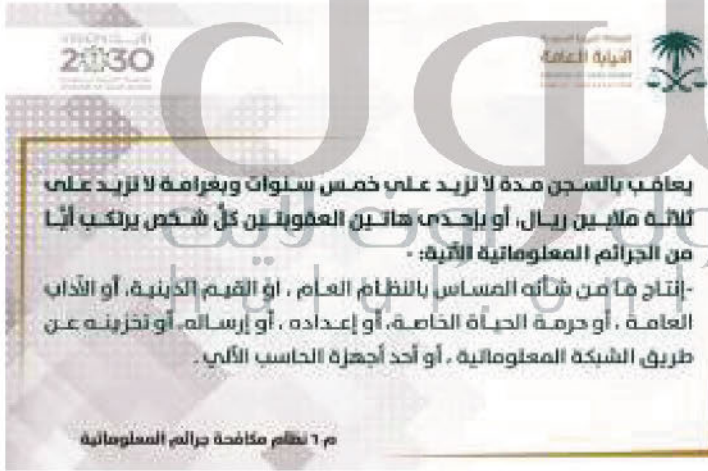 2030
النيابة العامة
يعاقب بالسجن مدة لا تزيد على خمس سنوات وبغرامة لا تزيد على
ثلاثة ملايين ريال، أو بإحدى هاتين العقوبتين كلُّ شخص يرتكب أيًّا
من الجرائم المعلوماتية الآتية: -
-إنتاج ما من شأنه المساس بالنظام العام ، او القيم الدينية، أو الآداب
العامة ، أو حرمة الحياة الخاصة، أو إعداده ، أو إرساله، أو تخزينه عن
طريق الشبكة المعلوماتية ، أو أحد أجهزة الحاسب الآلي .
م ٦ نظام مكافحة جرائم المعلوماتية